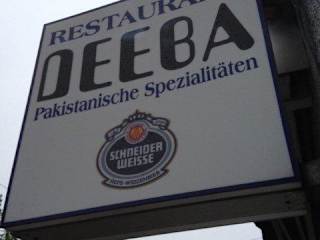 RESTAURA
DEEBA
Pakistanische Spezialitäten
SCHNEIDER
WEISSE